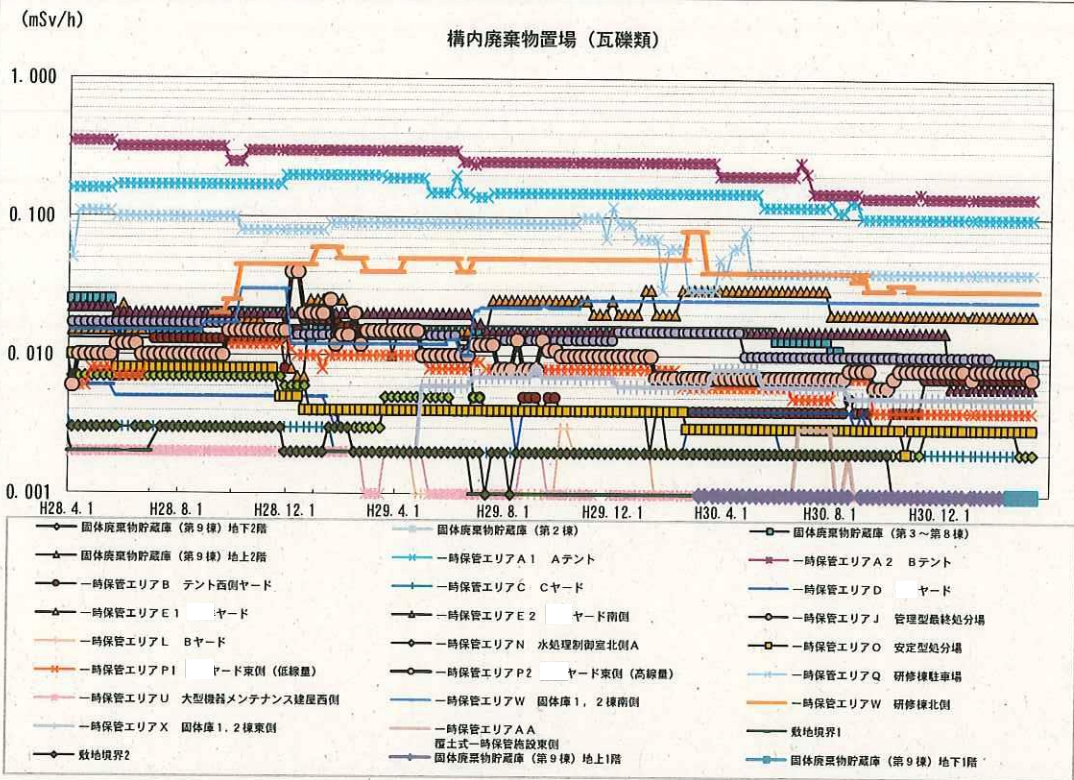 (mSv/h)
構内廃棄物置場（瓦礫類）
1.000
0.100
0.010
0.001
H28. 4. 1
H28. 8. 1
H28. 12. 1
H29. 4. 1
H29. 8. 1
H29. 12. 1
H30. 4. 1
H30. 8. 1
H30. 12. 1
固体廃棄物貯蔵庫（第9棟）地下2階
固体廃棄物貯蔵庫（第2棟）
固体廃棄物貯蔵庫（第3～第8棟）
固体廃棄物貯蔵庫（第9棟）地上2階
一時保管エリアA1　Aテント
一時保管エリアA2　Bテント
一時保管エリアB　テント西側ヤード
一時保管エリアC　Cヤード
一時保管エリアD　ヤード
一時保管エリアE1　ヤード
一時保管エリアE2　ヤード南側
一時保管エリアJ　管理型最終処分場
一時保管エリアL　Bヤード
一時保管エリアN　水処理制御室北側A
一時保管エリアO　安定型処分場
一時保管エリアP1　ヤード東側（低線量）
一時保管エリアP2　ヤード東側（高線量）
一時保管エリアQ　研修棟駐車場
一時保管エリアU　大型機器メンテナンス建屋西側
一時保管エリアW　固体庫1，2棟南側
一時保管エリアW　研修棟北側
一時保管エリアX　固体庫1，2棟東側
一時保管エリアAA
覆土式一時保管施設東側
敷地境界1
敷地境界2
固体廃棄物貯蔵庫（第9棟）地上1階
固体廃棄物貯蔵庫（第9棟）地下1階